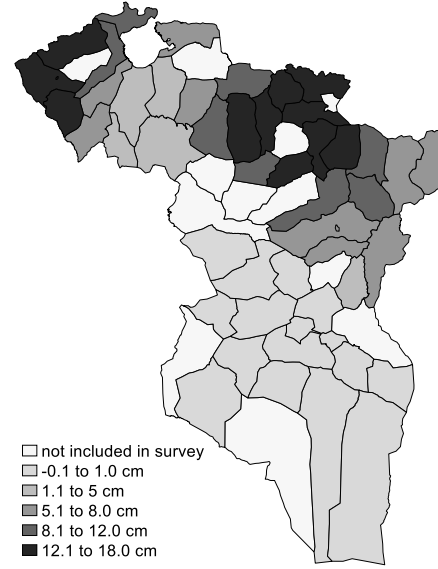 not included in survey
-0.1 to 1.0 cm
1.1 to 5 cm
5.1 to 8.0 cm
8.1 to 12.0 cm
12.1 to 18.0 cm